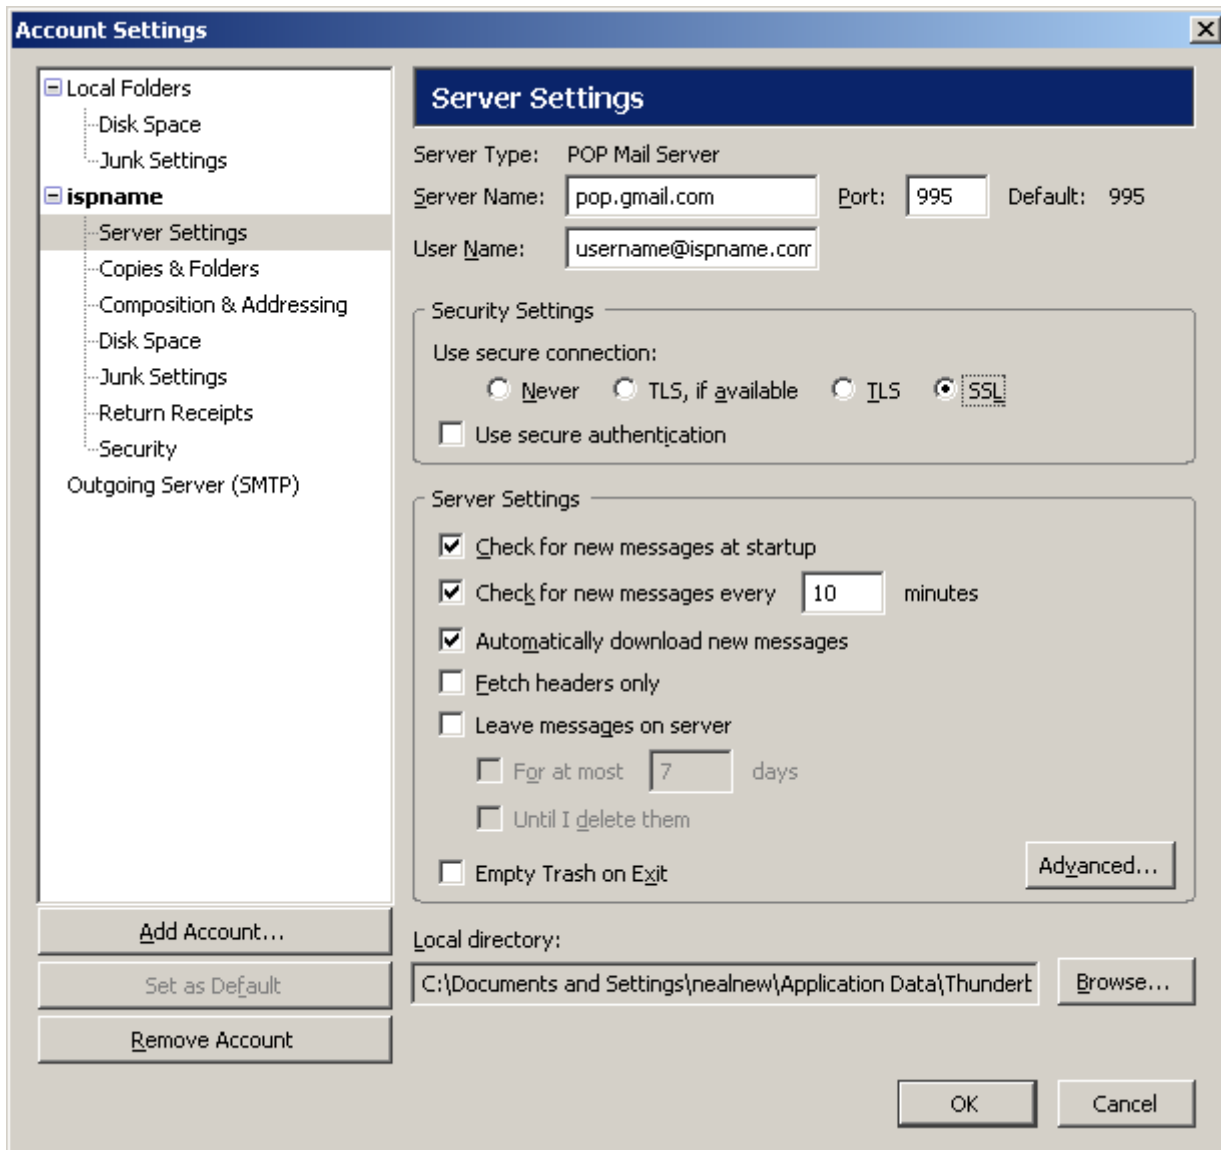 Account Settings
Local Folders
Disk Space
Junk Settings
ispname
Server Settings
Copies & Folders
Composition & Addressing
Disk Space
Junk Settings
Return Receipts
Security
Outgoing Server (SMTP)
Add Account...
Set as Default
Remove Account
Server Settings
Server Type: POP Mail Server
Server Name: pop.gmail.com Port: 995 Default: 995
User Name: username@ispname.com
Security Settings
Use secure connection:
Never TLS, if available TLS SSL
Use secure authentication
Server Settings
Check for new messages at startup
Check for new messages every 10 minutes
Automatically download new messages
Fetch headers only
Leave messages on server
For at most 7 days
Until I delete them
Empty Trash on Exit Advanced...
Local directory:
C:\Documents and Settings\nealnew\Application Data\Thundert Browse...
OK Cancel